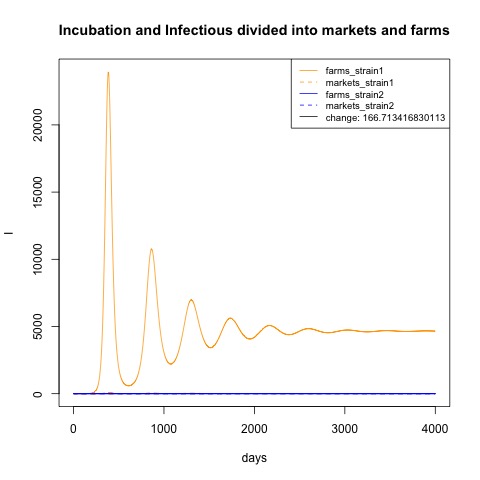 Incubation and Infectious divided into markets and farms
farms_strain1
markets_strain1
farms_strain2
markets_strain2
change: 166.713416830113
I
20000
15000
10000
5000
0
0 1000 2000 3000 4000
days